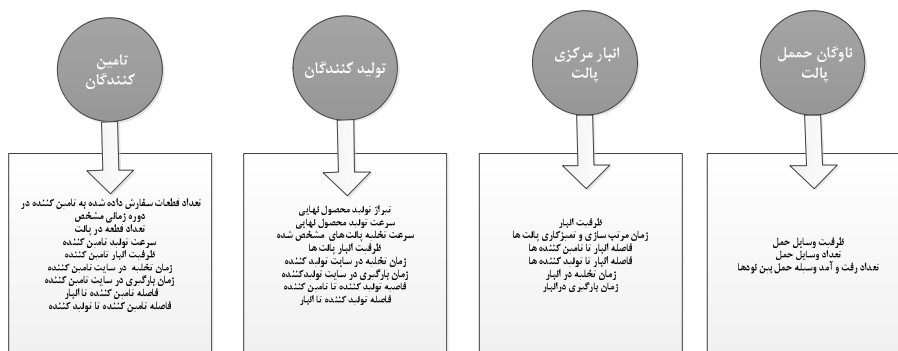 تامین
کنندگان
تعداد قطعات سفارش داده شده به تامین کننده در
دوره زمانی مشخص
تعداد قطعه در پالت
سرعت تولید تامین کننده
ظرفیت انبار تامین کننده
زمان تخلیه در سایت تامین کننده
زمان بارگیری در سایت تامین کننده
فاصله تامین کننده تا انبار
فاصله تامین کننده تا تولید کننده
تولید کنندگان
تیراژ تولید محصول نهایی
سرعت تولید محصول نهایی
سرعت تخلیه پالت های مشخص شده
ظرفیت انبار پالت ها
زمان تخلیه در سایت تولید کننده
زمان بارگیری در سایت تولیدکننده
فاصله تولید کننده تا تامین کننده
فاصله تولید کننده تا انبار
انبار مرکزی
پالت
ظرفیت انبار
زمان مرتب سازی و تمیزکاری پالت ها
فاصله انبار تا تامین کننده ها
فاصله انبار تا تولید کننده ها
زمان تخلیه در انبار
زمان بارگیری درانبار
ناوگان حممل
پالت
ظرفیت وسایل حمل
تعداد وسایل حمل
تعداد رفت و آمد وسیله حمل بین نودها